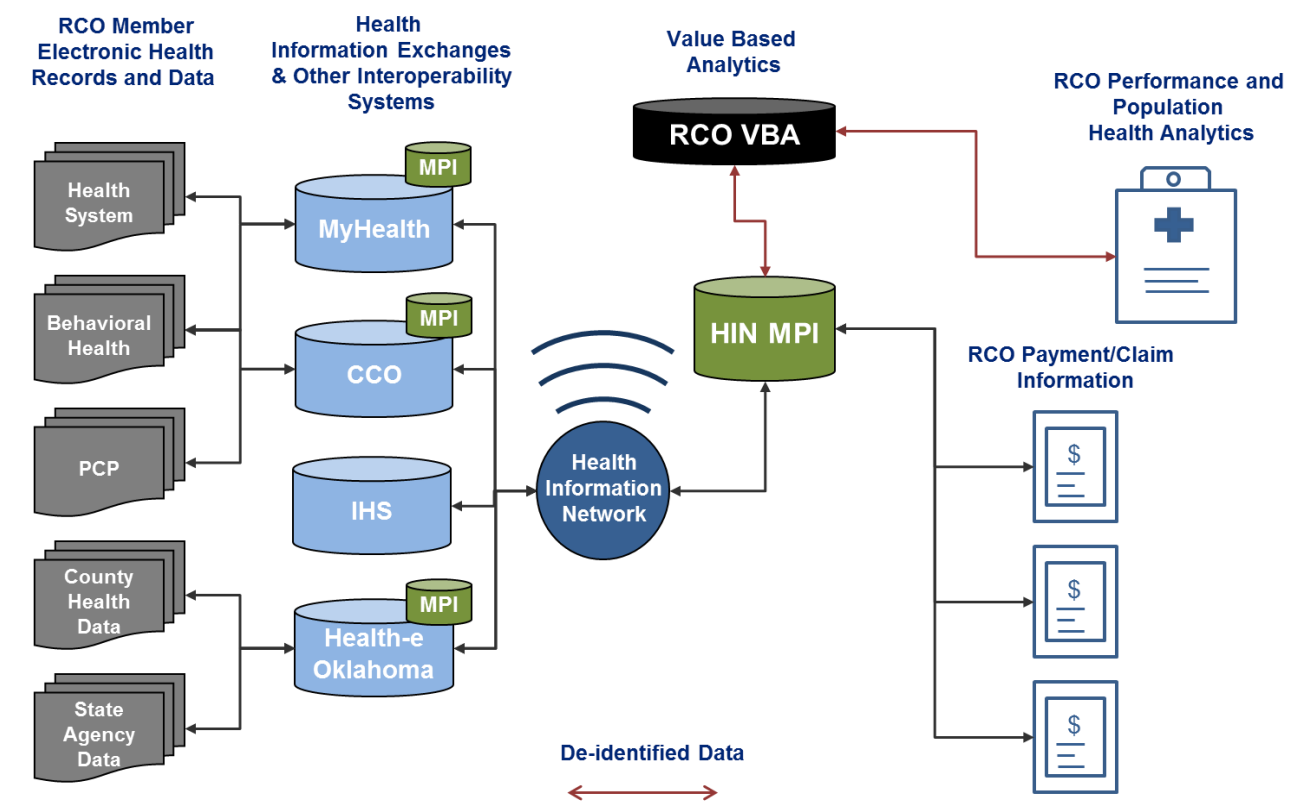 RCO Member
Electronic Health
Records and Data
Health
Information Exchanges
& Other Interoperability
Systems
Value Based
Analytics
RCO Performance and
Population
Health Analytics
Health
System
Behavioral
Health
PCP
County
Health
Data
State
Agency
Data
MPI
MyHealth
MPI
CCO
IHS
MPI
Health-e
Oklahoma
Health
Information
Network
RCO VBA
HIN MPI
RCO Payment/Claim
Information
$
$
$
De-identified Data